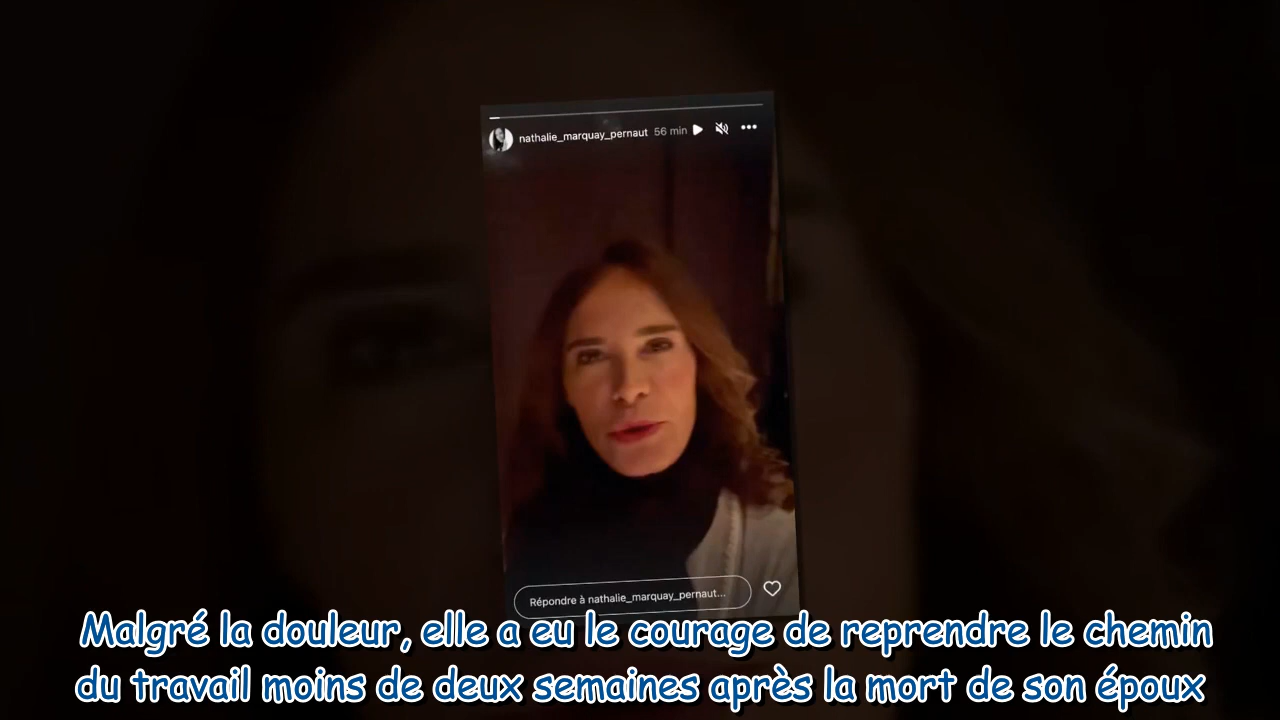 nathalie_marquay_pernaut 56 min
Répondre à nathalie_marquay_pernaut...
Malgré la douleur, elle a eu le courage de reprendre le chemin
du travail moins de deux semaines après la mort de son époux